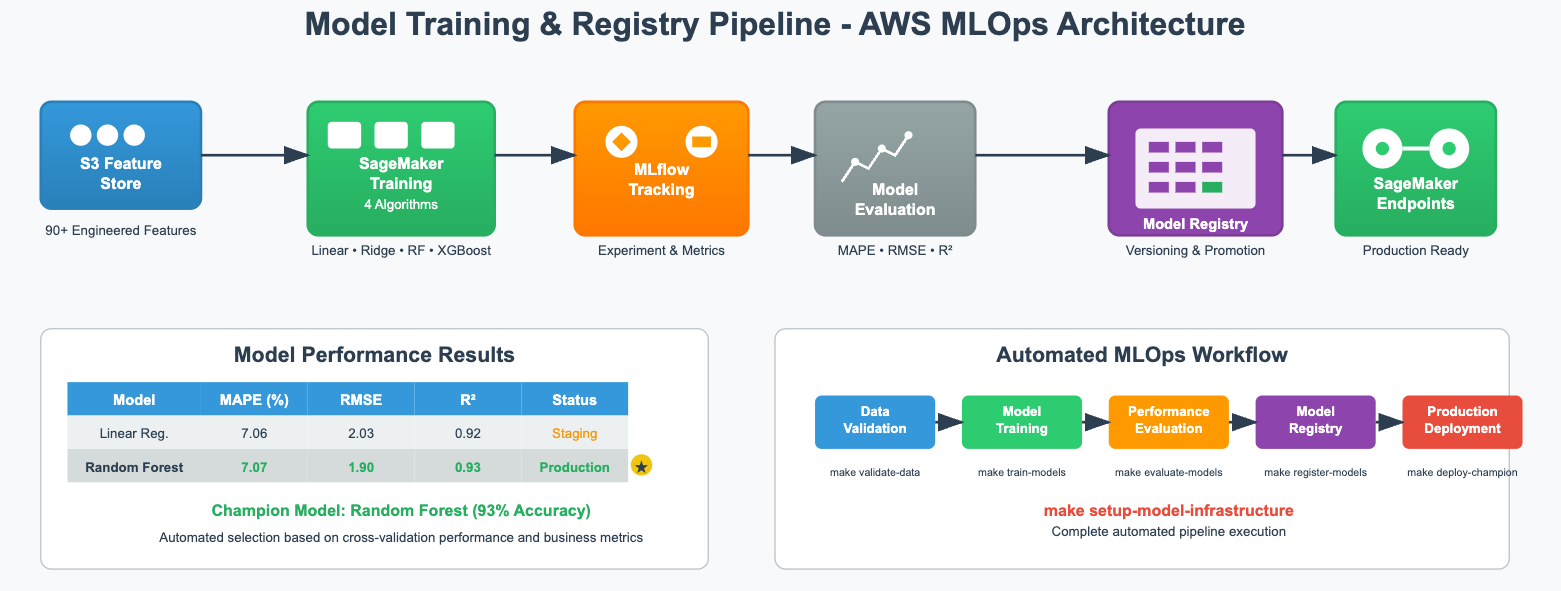 Model Training & Registry Pipeline - AWS MLOps Architecture
S3 Feature
Store
90+ Engineered Features
SageMaker
Training
4 Algorithms
Linear • Ridge • RF • XGBoost
MLflow
Tracking
Experiment & Metrics
Model
Evaluation
MAPE • RMSE • R²
Model Registry
Versioning & Promotion
SageMaker
Endpoints
Production Ready
Model Performance Results
Model MAPE (%) RMSE R² Status
Linear Reg. 7.06 2.03 0.92 Staging
Random Forest 7.07 1.90 0.93 Production
Champion Model: Random Forest (93% Accuracy)
Automated selection based on cross-validation performance and business metrics
Automated MLOps Workflow
Data
Validation
make validate-data
Model
Training
make train-models
Performance
Evaluation
make evaluate-models
Model
Registry
make register-models
Production
Deployment
make deploy-champion
make setup-model-infrastructure
Complete automated pipeline execution